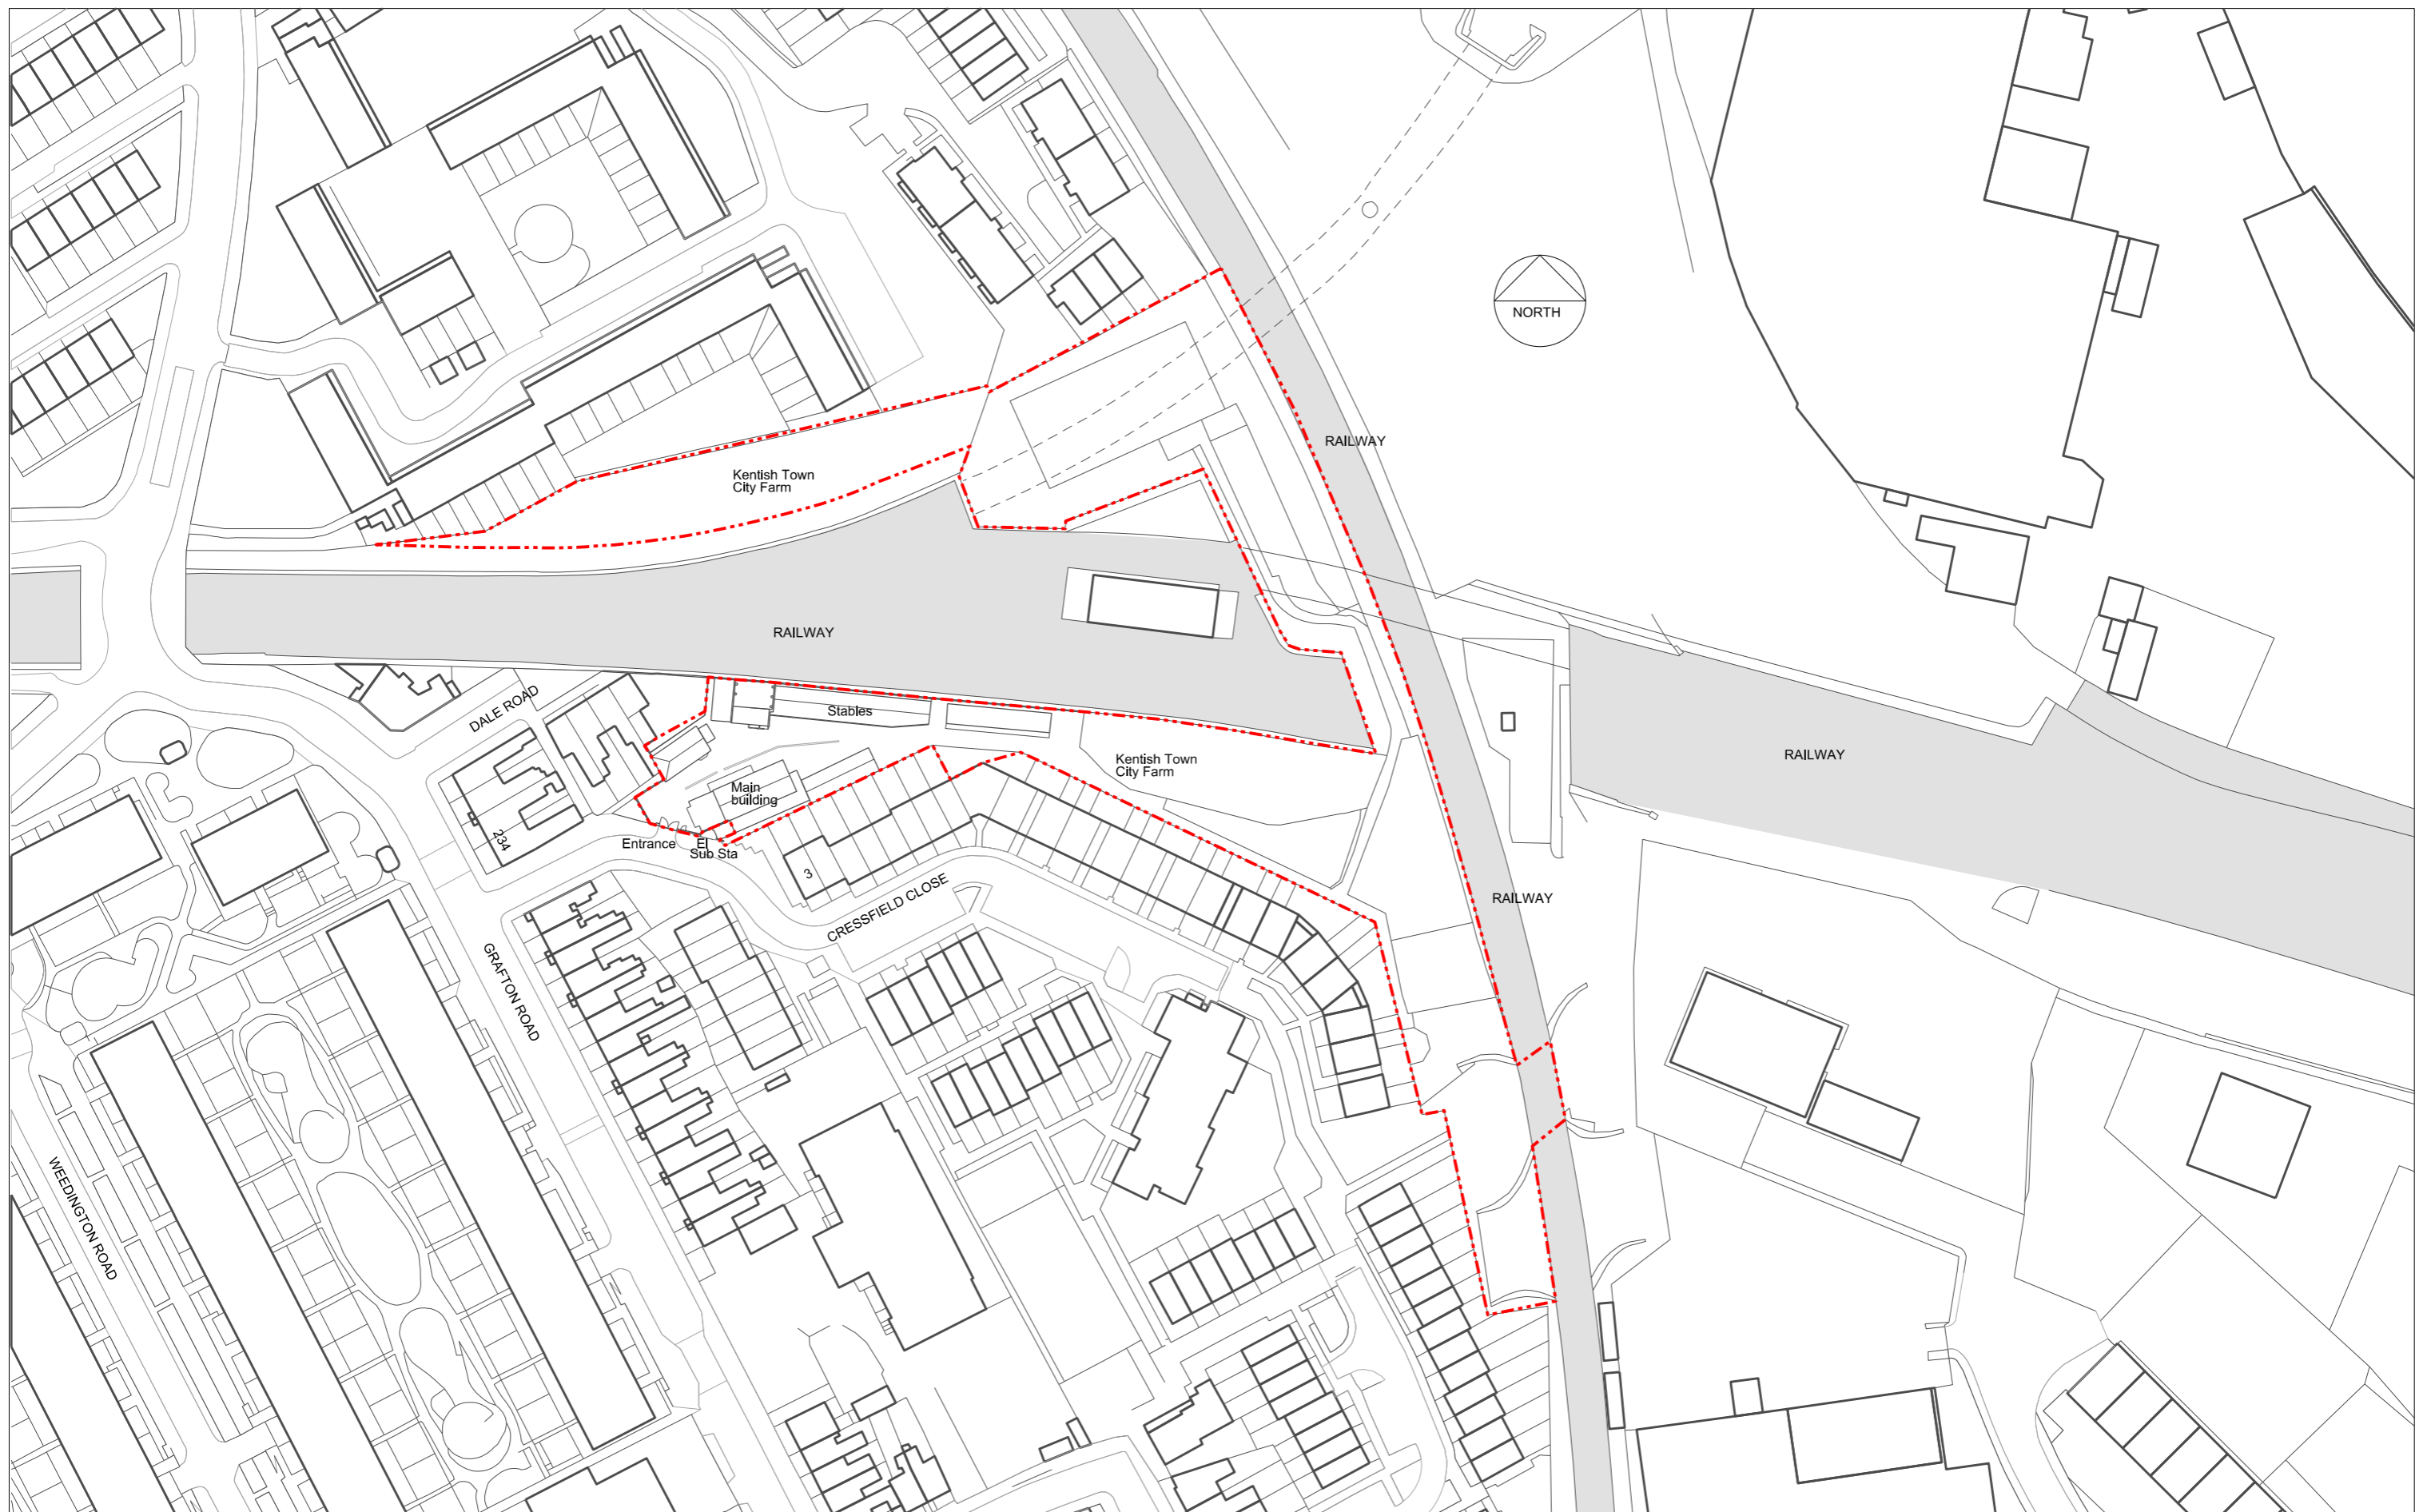 NORTH
RAILWAY
Kentish Town
City Farm
RAILWAY
DALE ROAD
Stables
RAILWAY
Kentish Town
City Farm
Main
building
234
Entrance
El
Sub Sta
3
RAILWAY
CRESSFIELD CLOSE
GRAFTON ROAD
WEEDINGTON ROAD